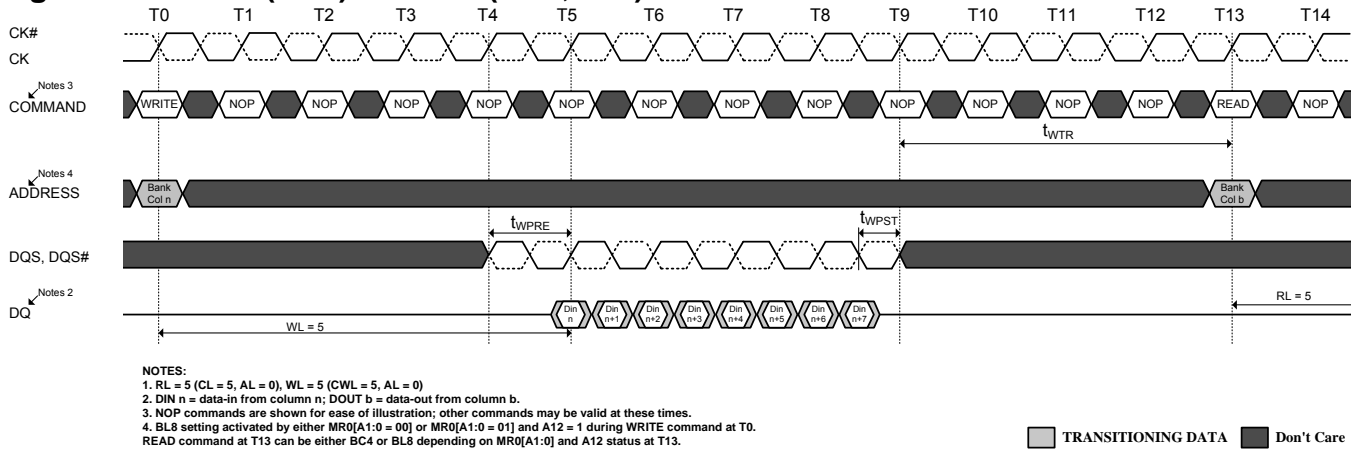 T0 T1 T2 T3 T4 T5 T6 T7 T8 T9 T10 T11 T12 T13 T14
CK#
CK
Notes 3
COMMAND
WRITE NOP NOP NOP NOP NOP NOP NOP NOP NOP NOP NOP NOP READ NOP
tWTR
Notes 4
ADDRESS
Bank
Col n
Bank
Col b
tWPRE
tWPST
DQS, DQS#
Notes 2
DQ
Din
n
Din
n+1
Din
n+2
Din
n+3
Din
n+4
Din
n+5
Din
n+6
Din
n+7
WL = 5
RL = 5
NOTES:
1. RL = 5 (CL = 5, AL = 0), WL = 5 (CWL = 5, AL = 0)
2. DIN n = data-in from column n; DOUT b = data-out from column b.
3. NOP commands are shown for ease of illustration; other commands may be valid at these times.
4. BL8 setting activated by either MR0[A1:0 = 00] or MR0[A1:0 = 01] and A12 = 1 during WRITE command at T0.
READ command at T13 can be either BC4 or BL8 depending on MR0[A1:0] and A12 status at T13.
TRANSITIONING DATA
Don't Care